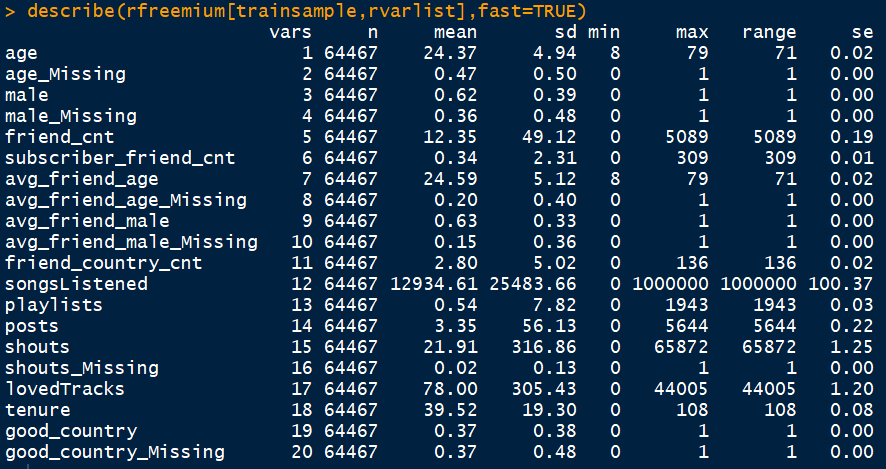 > describe(rfreemium[trainsample,rvarlist],fast=TRUE)
vars n mean sd min max range se
age 1 64467 24.37 4.94 8 79 71 0.02
age_Missing 2 64467 0.47 0.50 0 1 1 0.00
male 3 64467 0.62 0.39 0 1 1 0.00
male_Missing 4 64467 0.36 0.48 0 1 1 0.00
friend_cnt 5 64467 12.35 49.12 0 5089 5089 0.19
subscriber_friend_cnt 6 64467 0.34 2.31 0 309 309 0.01
avg_friend_age 7 64467 24.59 5.12 8 79 71 0.02
avg_friend_age_Missing 8 64467 0.20 0.40 0 1 1 0.00
avg_friend_male 9 64467 0.63 0.33 0 1 1 0.00
avg_friend_male_Missing 10 64467 0.15 0.36 0 1 1 0.00
friend_country_cnt 11 64467 2.80 5.02 0 136 136 0.02
songsListened 12 64467 12934.61 25483.66 0 1000000 1000000 100.37
playlists 13 64467 0.54 7.82 0 1943 1943 0.03
posts 14 64467 3.35 56.13 0 5644 5644 0.22
shouts 15 64467 21.91 316.86 0 65872 65872 1.25
shouts_Missing 16 64467 0.02 0.13 0 1 1 0.00
lovedTracks 17 64467 78.00 305.43 0 44005 44005 1.20
tenure 18 64467 39.52 19.30 0 108 108 0.08
good_country 19 64467 0.37 0.38 0 1 1 0.00
good_country_Missing 20 64467 0.37 0.48 0 1 1 0.00